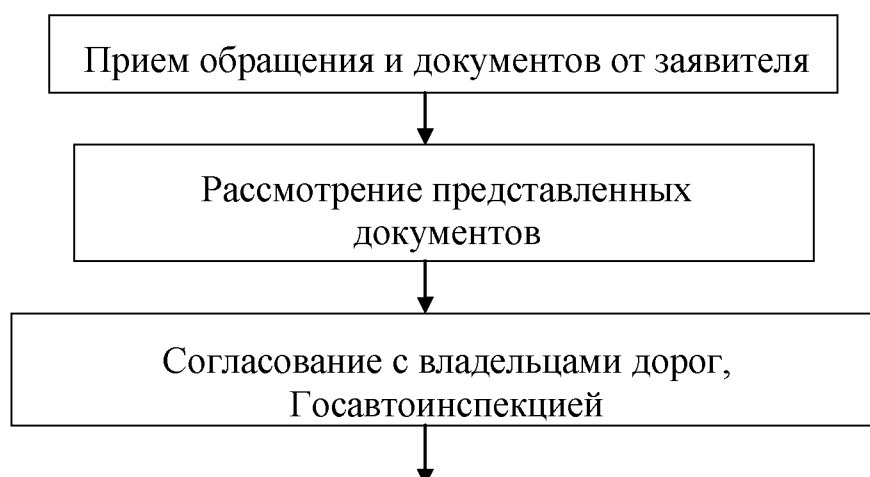 Прием обращения и документов от заявителя
Рассмотрение представленных
документов
Согласование с владельцами дорог,
Госавтоинспекцией